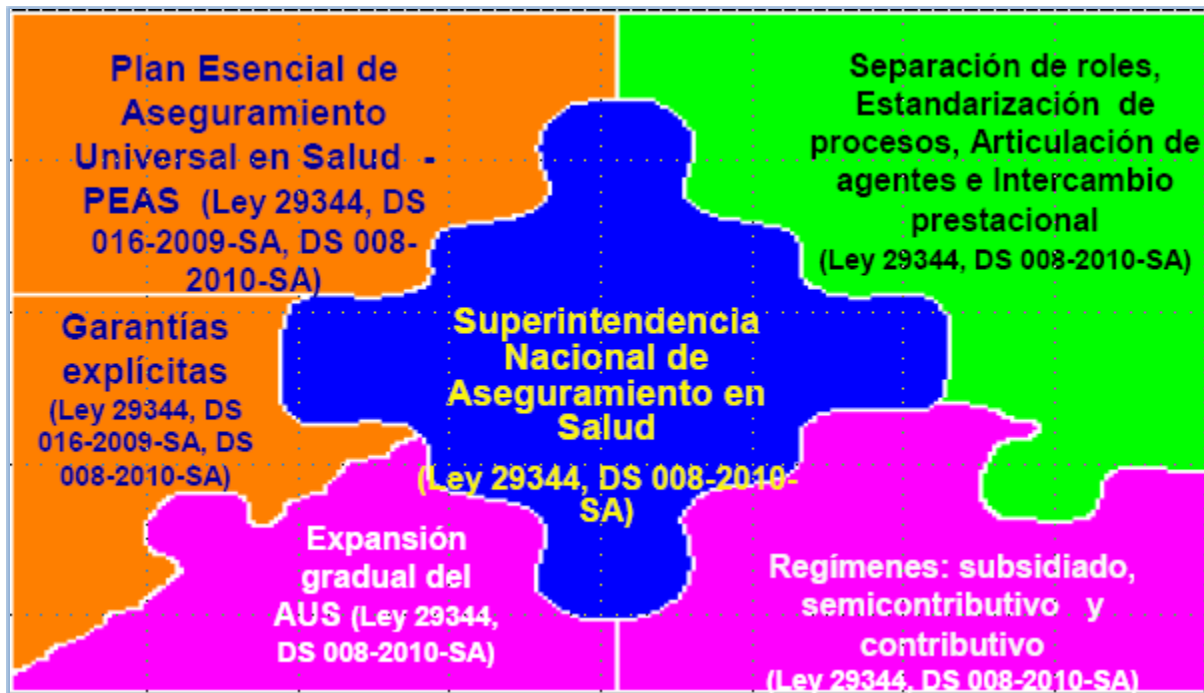 Plan Esencial de
Aseguramiento
Universal en Salud -
PEAS (Ley 29344, DS
016-2009-SA, DS 008-
2010-SA)
Separación de roles,
Estandarización de
procesos, Articulación de
agentes e Intercambio
prestacional
(Ley 29344, DS 008-2010-SA)
Garantías
explícitas
(Ley 29344, DS
016-2009-SA, DS
008-2010-SA)
Superintendencia
Nacional de
Aseguramiento en
Salud
(Ley 29344, DS 008-2010-
SA)
Expansión
gradual del
AUS (Ley 29344,
DS 008-2010-SA)
Regímenes: subsidiado,
semicontributivo y
contributivo
(Ley 29344, DS 008-2010-SA)